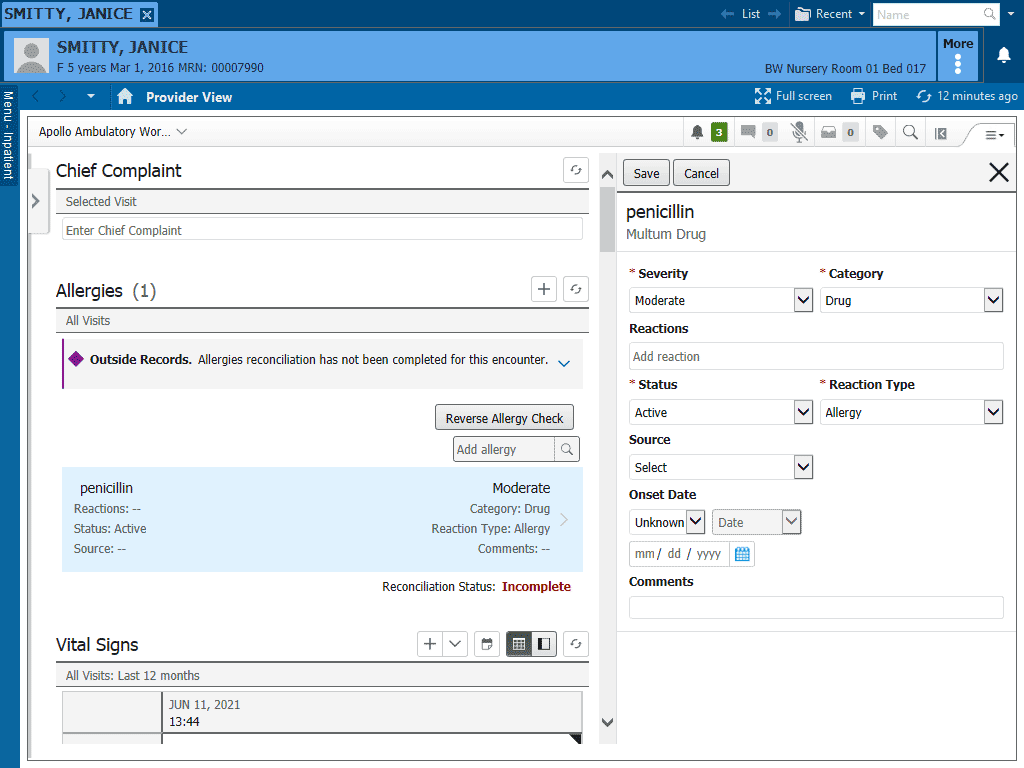 SMITTY, JANICE
List
Recent
Name
SMITTY, JANICE
F 5 years Mar 1, 2016 MRN: 00007990
BW Nursery Room 01 Bed 017
More
Menu - Inpatient
Provider View
Full screen
Print
12 minutes ago
Apollo Ambulatory Wor...
3
0
0
Chief Complaint
Selected Visit
Enter Chief Complaint
Allergies (1)
All Visits
Outside Records. Allergies reconciliation has not been completed for this encounter.
Reverse Allergy Check
Add allergy
penicillin Moderate
Reactions: -- Category: Drug
Status: Active Reaction Type: Allergy
Source: -- Comments: --
Reconciliation Status: Incomplete
Vital Signs
All Visits: Last 12 months
JUN 11, 2021
13:44
Save Cancel
penicillin
Multum Drug
* Severity * Category
Moderate Drug
Reactions
Add reaction
* Status * Reaction Type
Active Allergy
Source
Select
Onset Date
Unknown Date
mm / dd / yyyy
Comments